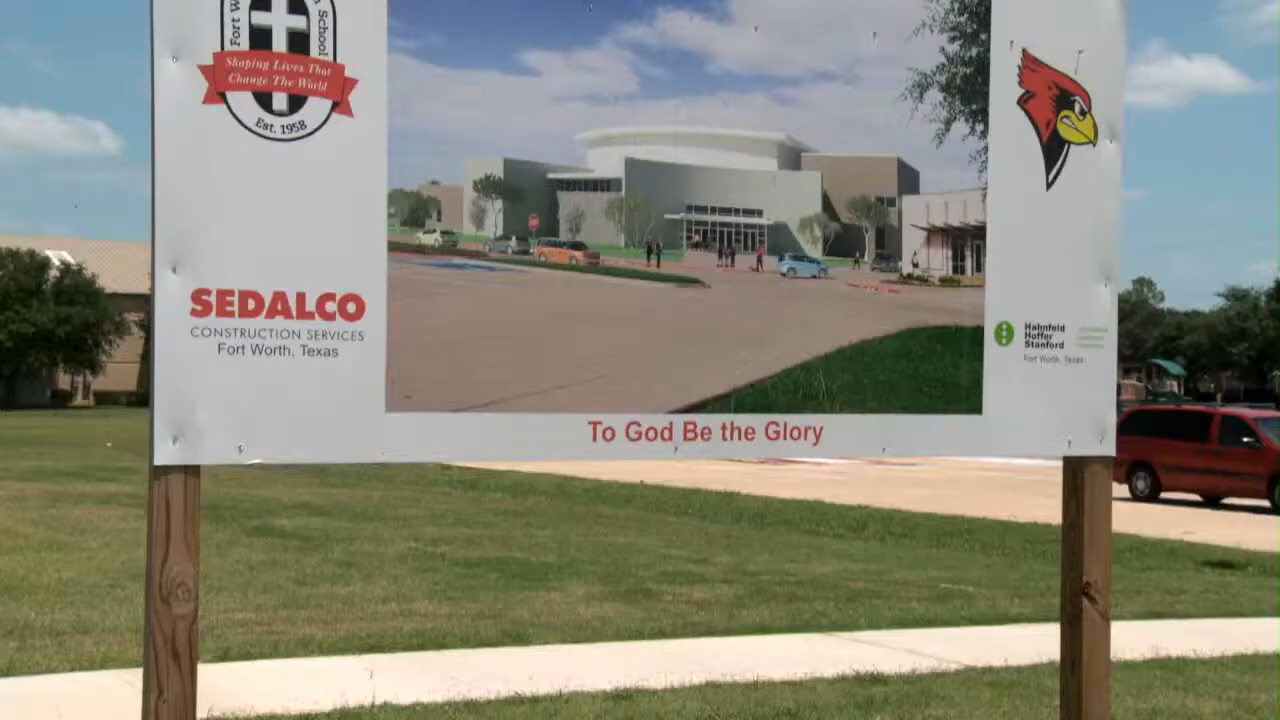 Fort W
School
Shaping Lives That
Change The World
Est. 1958
SEDALCO
CONSTRUCTION SERVICES
Fort Worth, Texas
Hahnfeld
Hoffer
Stanford
Fort Worth, Texas
To God Be the Glory